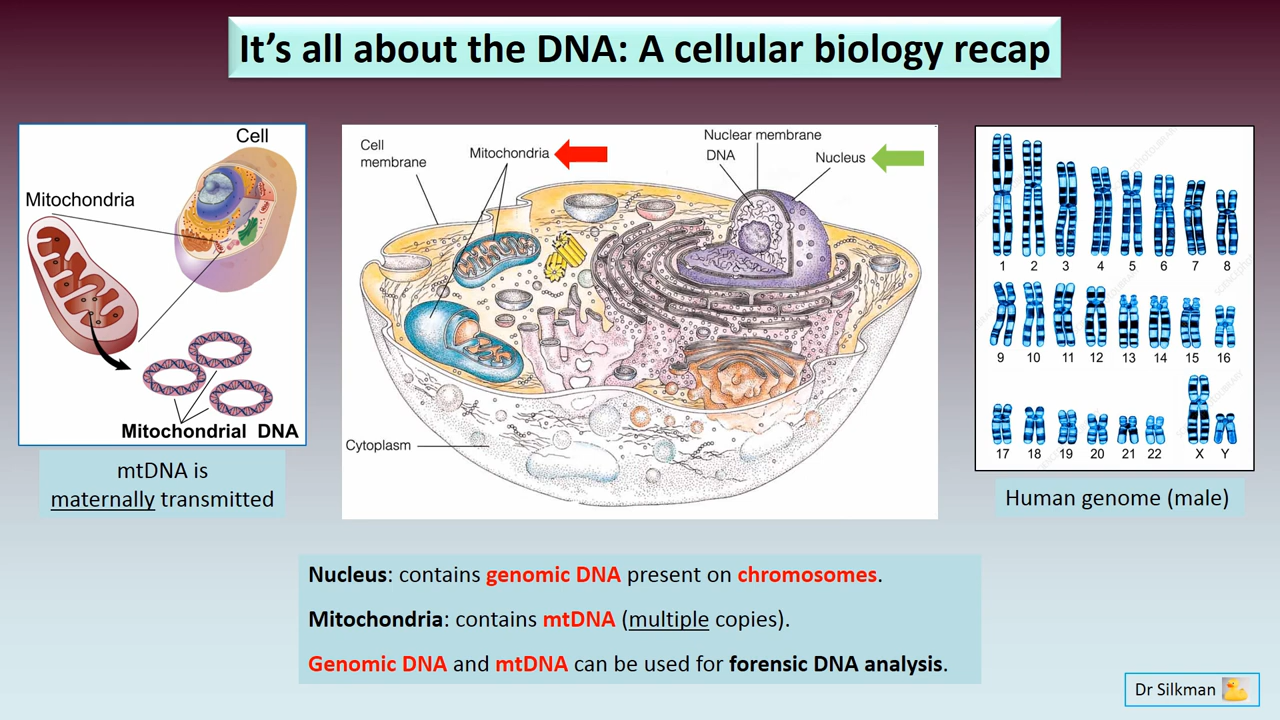 It's all about the DNA: A cellular biology recap
Cell
Mitochondria
Mitochondrial DNA
mtDNA is
maternally transmitted
Cell
membrane
Mitochondria
Nuclear membrane
DNA
Nucleus
Cytoplasm
1 2 3 4 5 6 7 8
9 10 11 12 13 14 15 16
17 18 19 20 21 22 X Y
Human genome (male)
Nucleus: contains genomic DNA present on chromosomes.
Mitochondria: contains mtDNA (multiple copies).
Genomic DNA and mtDNA can be used for forensic DNA analysis.
Dr Silkman